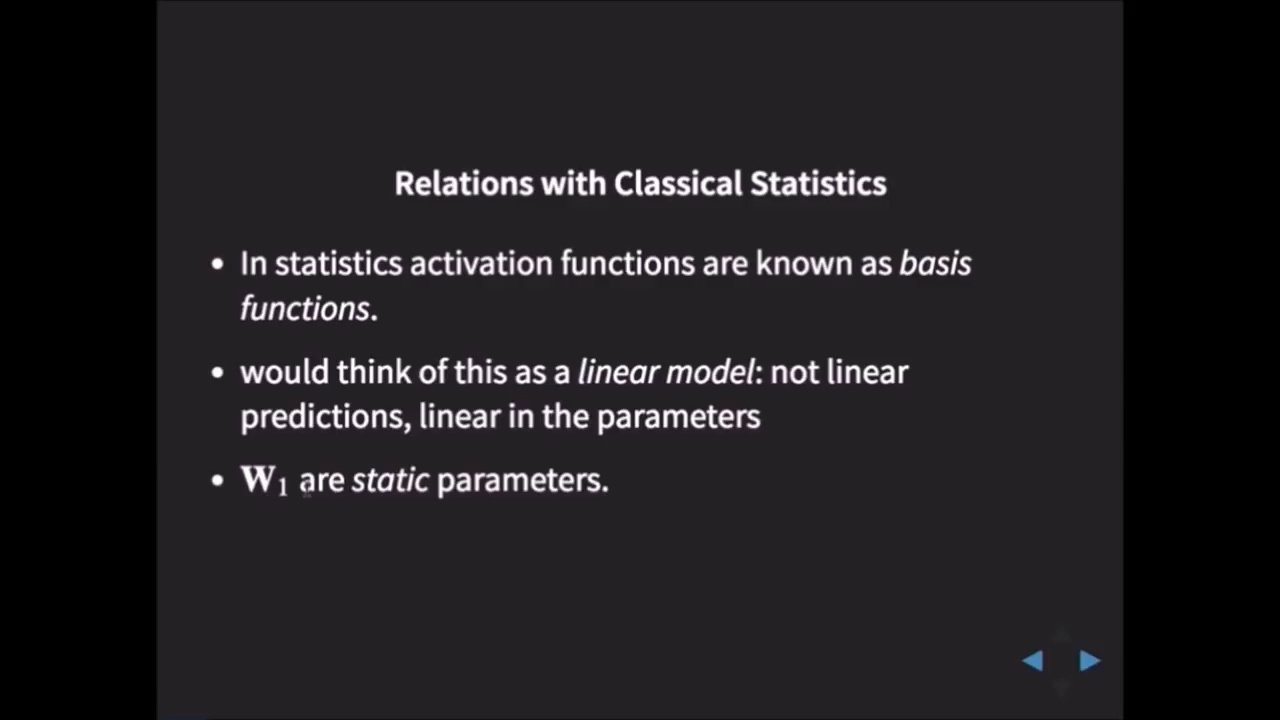 Relations with Classical Statistics
• In statistics activation functions are known as basis
functions.
• would think of this as a linear model: not linear
predictions, linear in the parameters
• W₁ are static parameters.